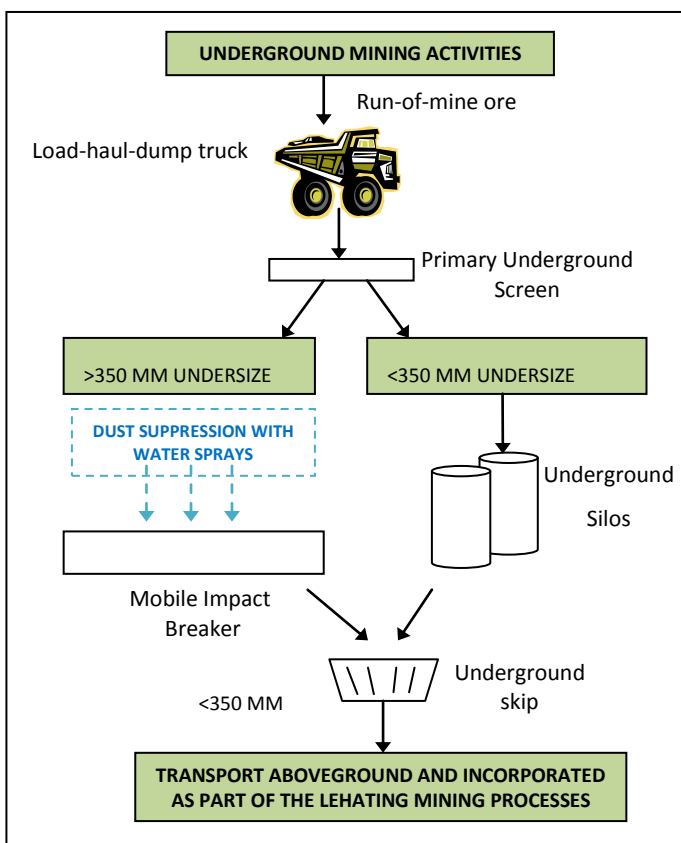 UNDERGROUND MINING ACTIVITIES
Run-of-mine ore
Load-haul-dump truck
Primary Underground
Screen
>350 MM UNDERSIZE
<350 MM UNDERSIZE
DUST SUPPRESSION WITH
WATER SPRAYS
Underground
Silos
Mobile Impact
Breaker
Underground
skip
<350 MM
TRANSPORT ABOVEGROUND AND INCORPORATED
AS PART OF THE LEHATING MINING PROCESSES